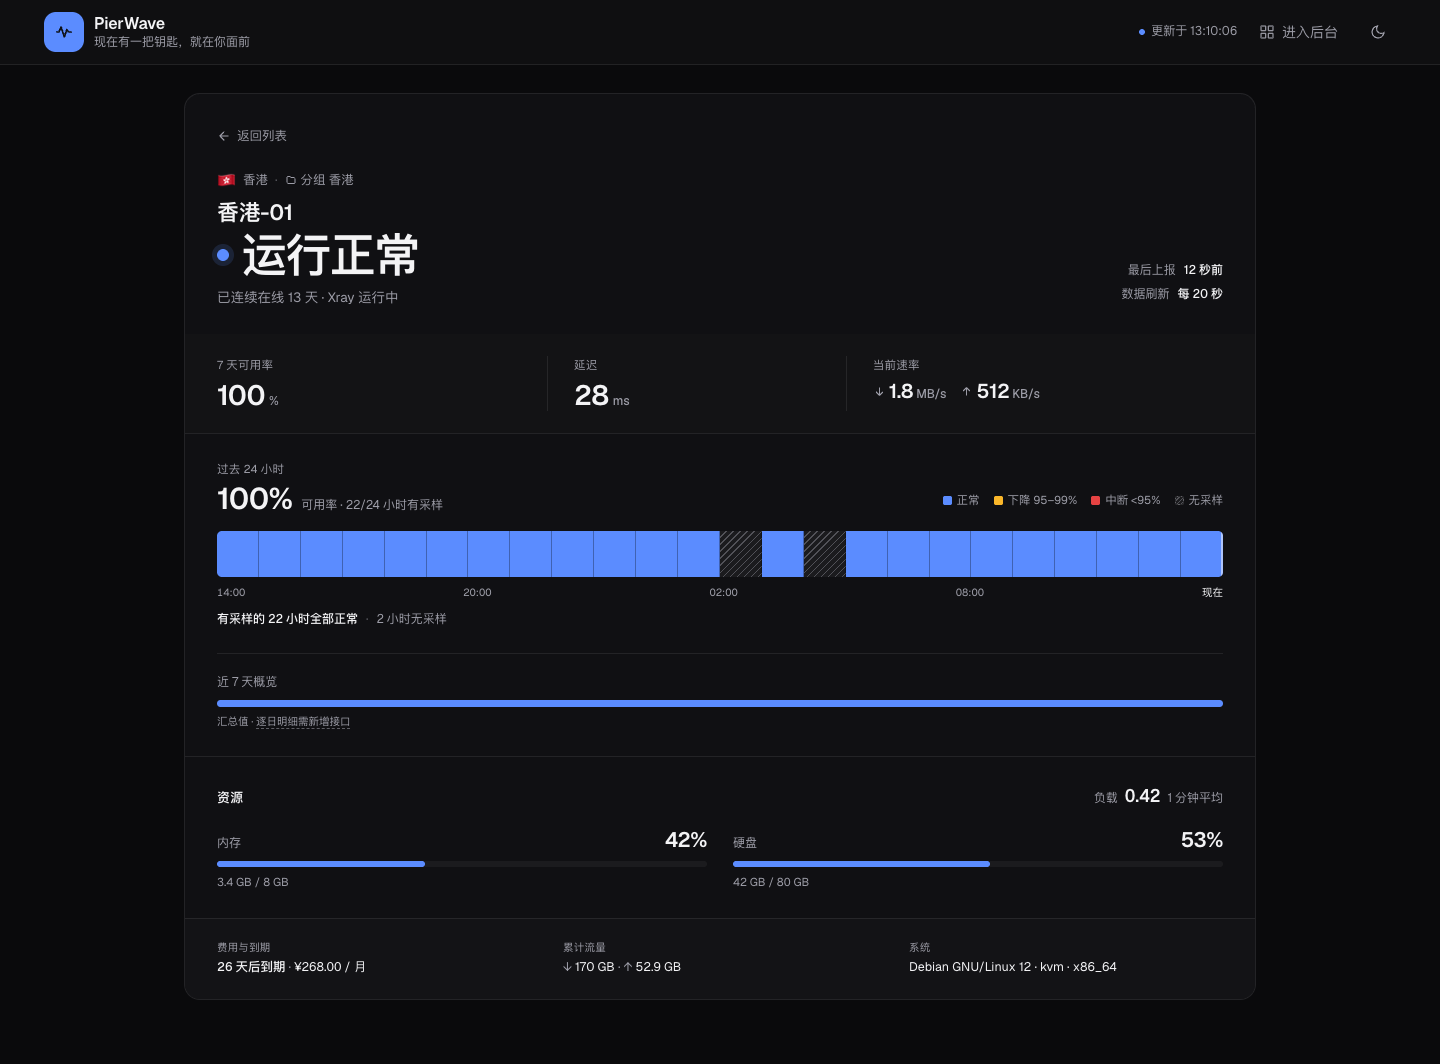 PierWave
现在有一把钥匙，就在你面前
更新于 13:10:06
进入后台
返回列表
香港 · 分组 香港
香港-01
运行正常
已连续在线 13 天 · Xray 运行中
最后上报 12 秒前
数据刷新 每 20 秒
7 天可用率
100 %
延迟
28 ms
当前速率
↓ 1.8 MB/s ↑ 512 KB/s
过去 24 小时
100% 可用率 · 22/24 小时有采样
正常 下降 95–99% 中断 <95% 无采样
14:00 20:00 02:00 08:00 现在
有采样的 22 小时全部正常 · 2 小时无采样
近 7 天概览
汇总值 · 逐日明细需新增接口
资源
负载 0.42 1 分钟平均
内存 42%
3.4 GB / 8 GB
硬盘 53%
42 GB / 80 GB
费用与到期
26 天后到期 · ¥268.00 / 月
累计流量
↓ 170 GB · ↑ 52.9 GB
系统
Debian GNU/Linux 12 · kvm · x86_64